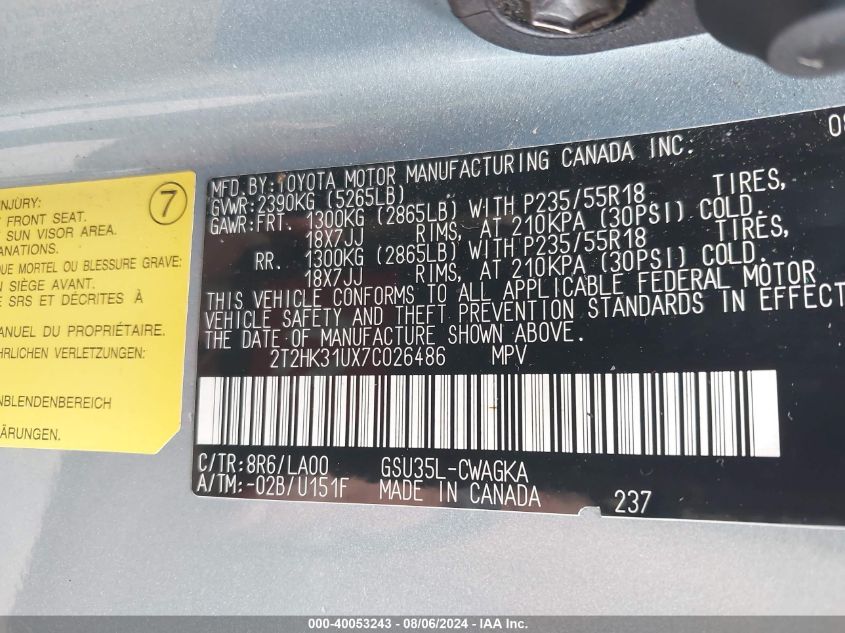 NJURY:
FRONT SEAT.
SUN VISOR AREA.
ANATIONS.
QUE MORTEL OU BLESSURE GRAVE:
N SIÈGE AVANT.
E SRS ET DÉCRITES À
ANUEL DU PROPRIÉTAIRE.
HRLICHEN VERLETZUNGEN
NBLENDENBEREICH
ÄRUNGEN.
7
08
MFD.BY:TOYOTA MOTOR MANUFACTURING CANADA INC.
GVWR:2390KG (5265LB)
GAWR:FRT. 1300KG (2865LB) WITH P235/55R18 TIRES,
18X7JJ RIMS, AT 210KPA (30PSI) COLD.
RR. 1300KG (2865LB) WITH P235/55R18 TIRES,
18X7JJ RIMS, AT 210KPA (30PSI) COLD.
THIS VEHICLE CONFORMS TO ALL APPLICABLE FEDERAL MOTOR
VEHICLE SAFETY AND THEFT PREVENTION STANDARDS IN EFFECT
THE DATE OF MANUFACTURE SHOWN ABOVE.
2T2HK31UX7C026486 MPV
C/TR:8R6/LA00 GSU35L-CWAGKA
A/TM:-02B/U151F MADE IN CANADA 237
000-40053243 - 08/06/2024 - IAA Inc.